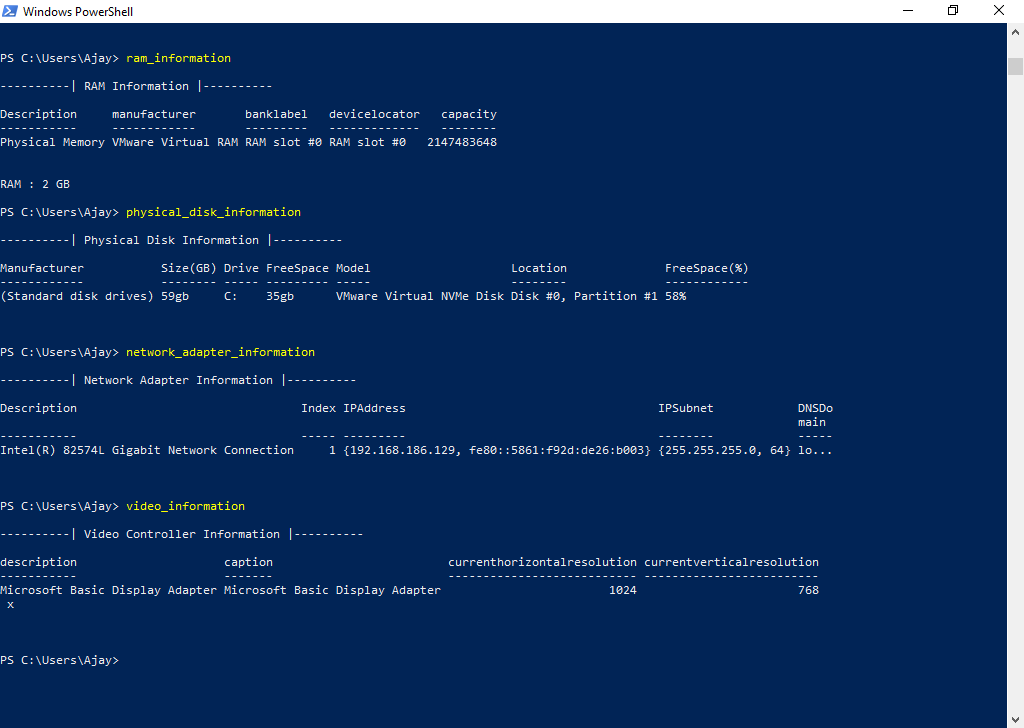 Windows PowerShell
PS C:\Users\Ajay> ram_information
----------| RAM Information |----------
Description     manufacturer       banklabel   devicelocator   capacity
-----------     ------------       ---------   -------------   --------
Physical Memory VMware Virtual RAM RAM slot #0 RAM slot #0   2147483648
RAM : 2 GB
PS C:\Users\Ajay> physical_disk_information
----------| Physical Disk Information |----------
Manufacturer           Size(GB) Drive FreeSpace Model                    Location              FreeSpace(%)
------------           -------- ----- --------- -----                    --------              ------------
(Standard disk drives) 59gb     C:    35gb      VMware Virtual NVMe Disk Disk #0, Partition #1 58%
PS C:\Users\Ajay> network_adapter_information
----------| Network Adapter Information |----------
Description                                Index IPAddress                                    IPSubnet            DNSDo
                                                                                                                  main
-----------                                ----- ---------                                    --------            -----
Intel(R) 82574L Gigabit Network Connection     1 {192.168.186.129, fe80::5861:f92d:de26:b003} {255.255.255.0, 64} lo...
PS C:\Users\Ajay> video_information
----------| Video Controller Information |----------
description                     caption                         currenthorizontalresolution currentverticalresolution
-----------                     -------                         --------------------------- -------------------------
Microsoft Basic Display Adapter Microsoft Basic Display Adapter                        1024                       768
 x
PS C:\Users\Ajay>